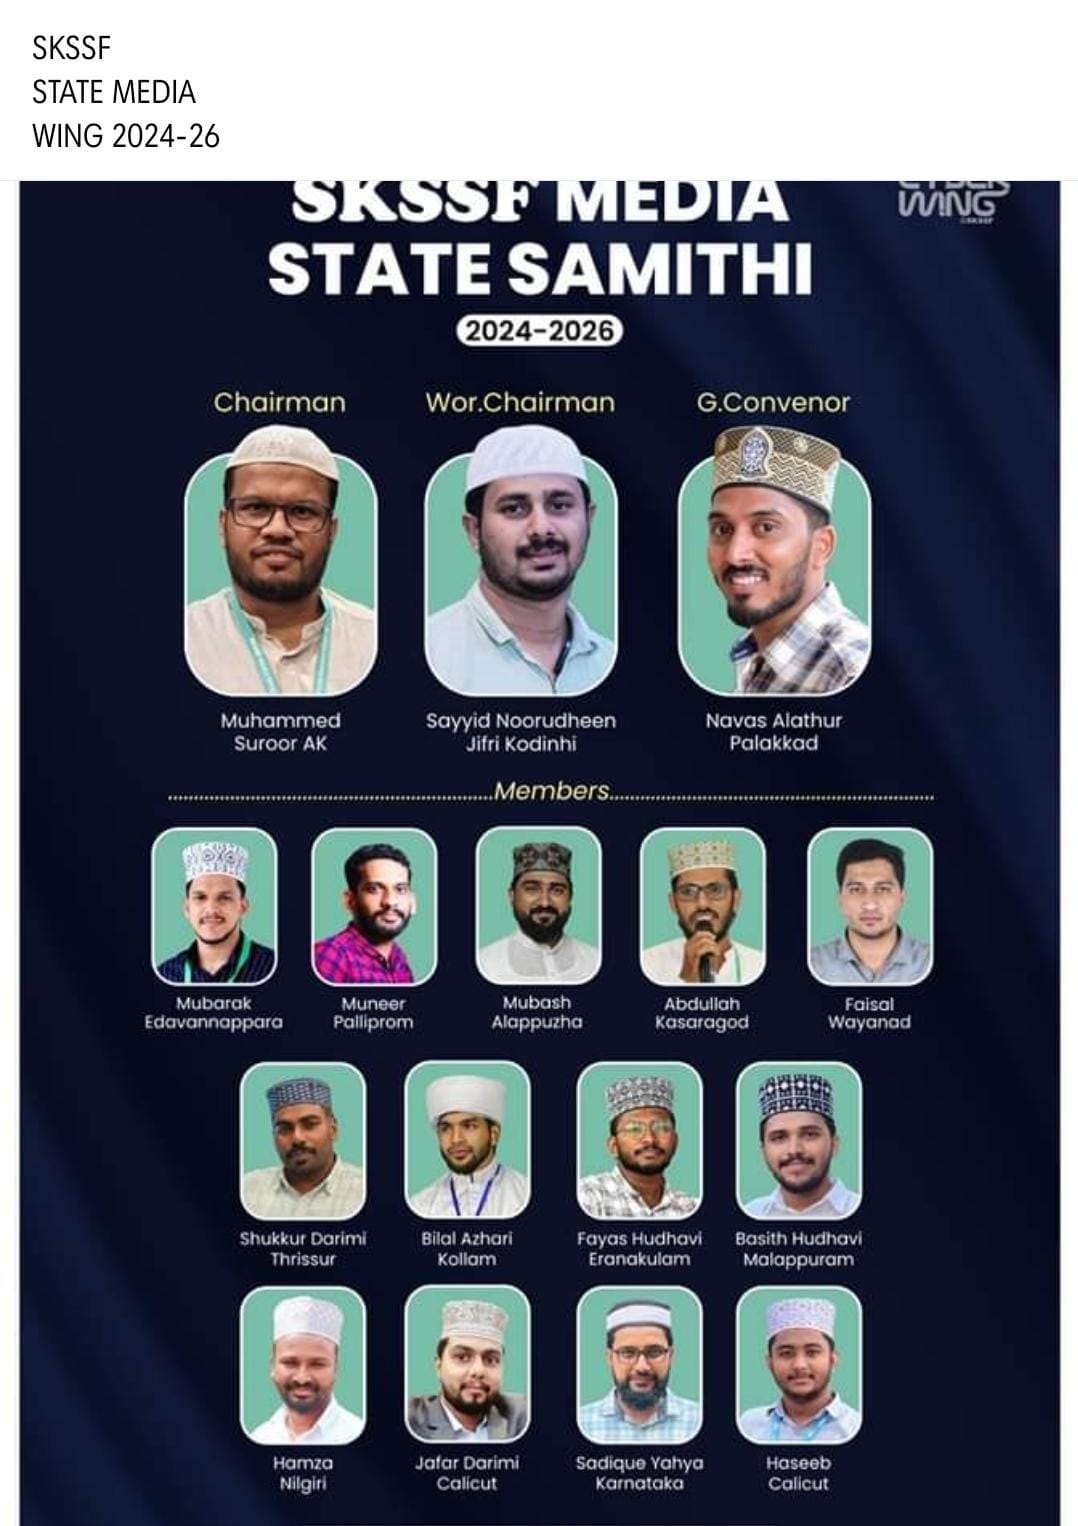 SKSSF
STATE MEDIA
WING 2024-26
SKSSF MEDIA
CYBER
WING
STATE SAMITHI
2024-2026
Chairman
Wor.Chairman
G.Convenor
Muhammed
Suroor AK
Sayyid Noorudheen
Jifri Kodinhi
Navas Alathur
Palakkad
Members
Mubarak
Edavannappara
Muneer
Palliprom
Mubash
Alappuzha
Abdullah
Kasaragod
Faisal
Wayanad
Shukkur Darimi
Thrissur
Bilal Azhari
Kollam
Fayas Hudhavi
Eranakulam
Basith Hudhavi
Malappuram
Hamza
Nilgiri
Jafar Darimi
Calicut
Sadique Yahya
Karnataka
Haseeb
Calicut